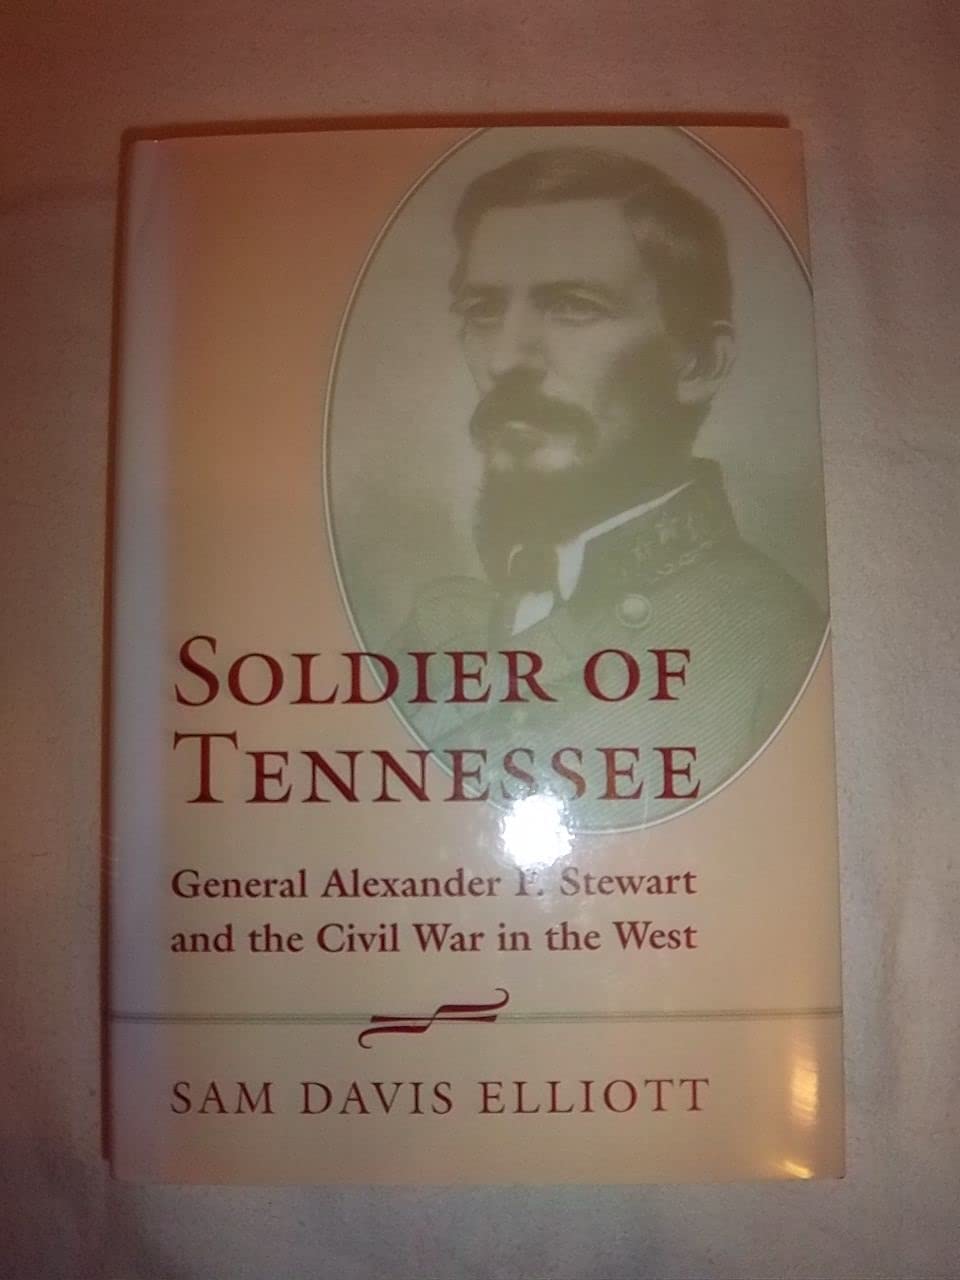 SOLDIER OF
TENNESSEE
General Alexander P. Stewart
and the Civil War in the West
SAM DAVIS ELLIOTT